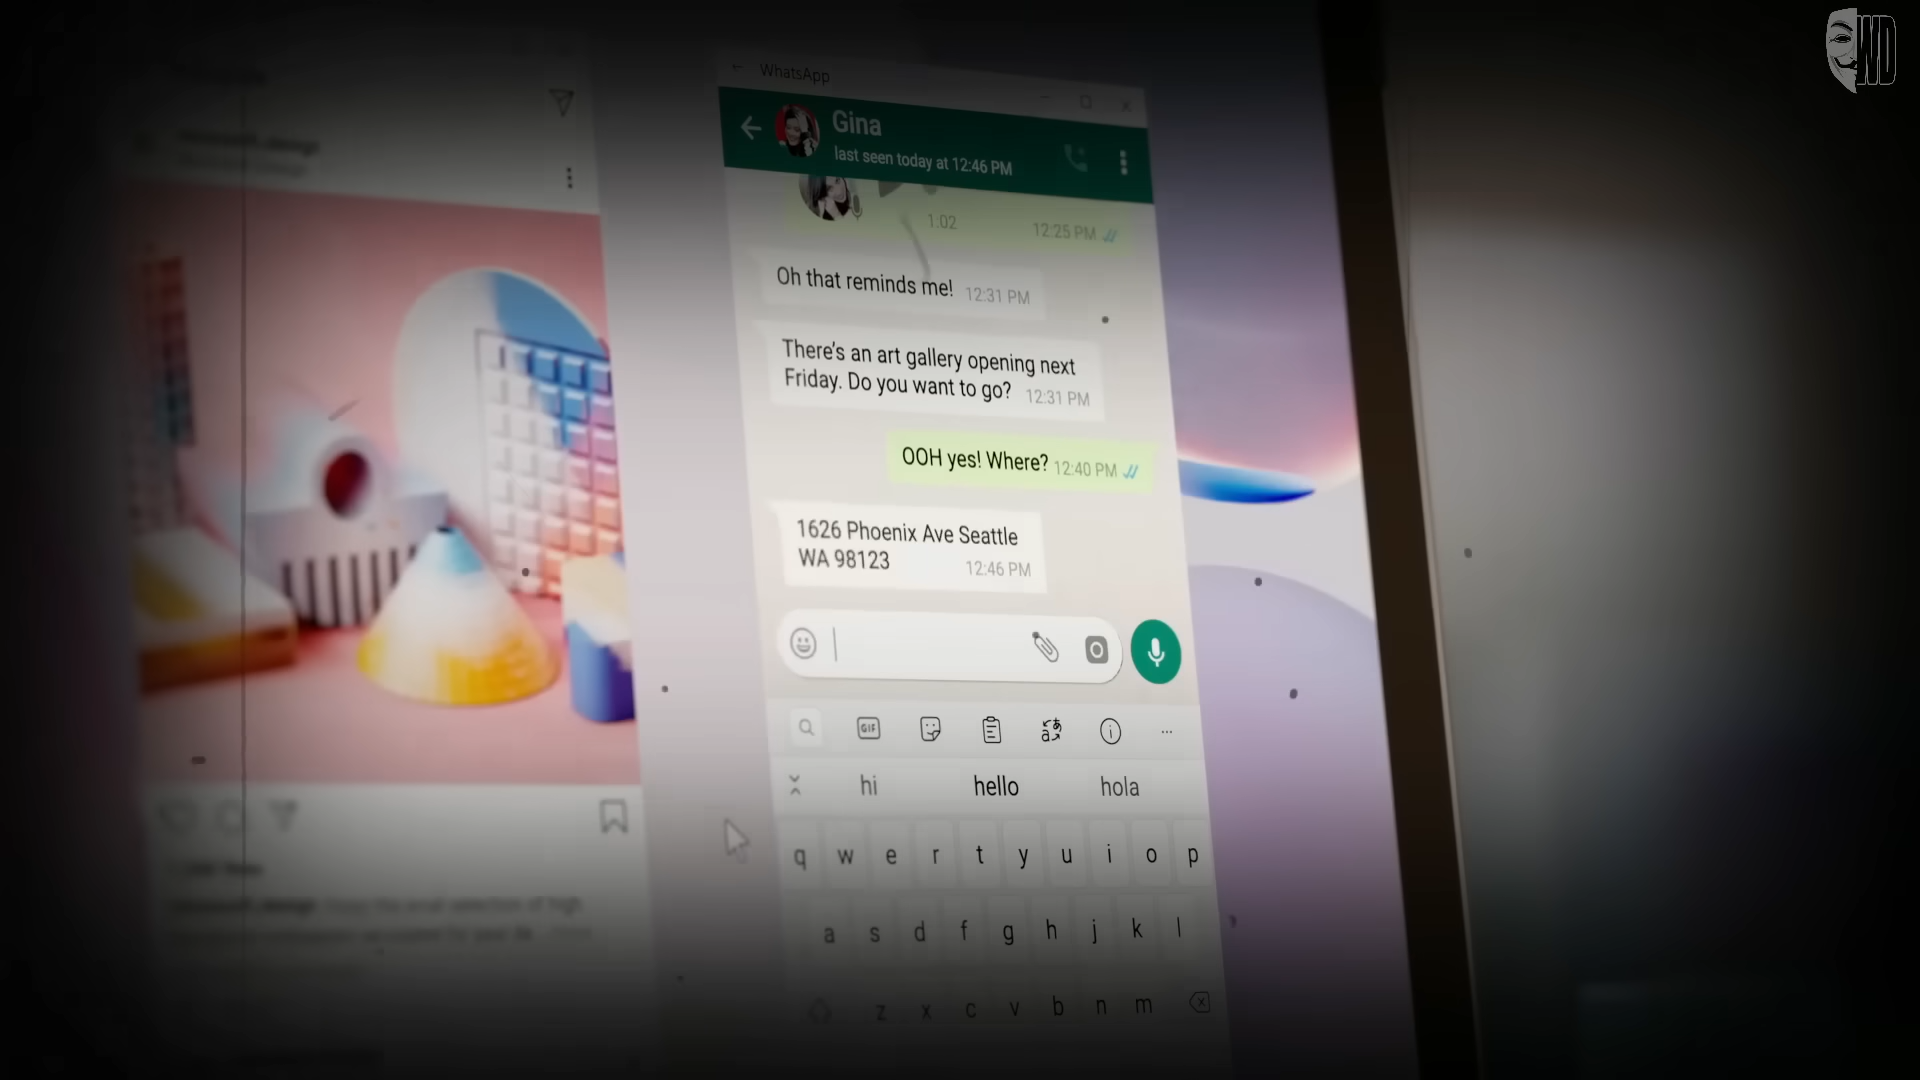 WD
WhatsApp
Gina
last seen today at 12:46 PM
1:02
12:25 PM
Oh that reminds me! 12:31 PM
There's an art gallery opening next
Friday. Do you want to go? 12:31 PM
OOH yes! Where? 12:40 PM
1626 Phoenix Ave Seattle
WA 98123 12:46 PM
GIF
hi hello hola
q w e r t y u i o p
a s d f g h j k l
z x c v b n m